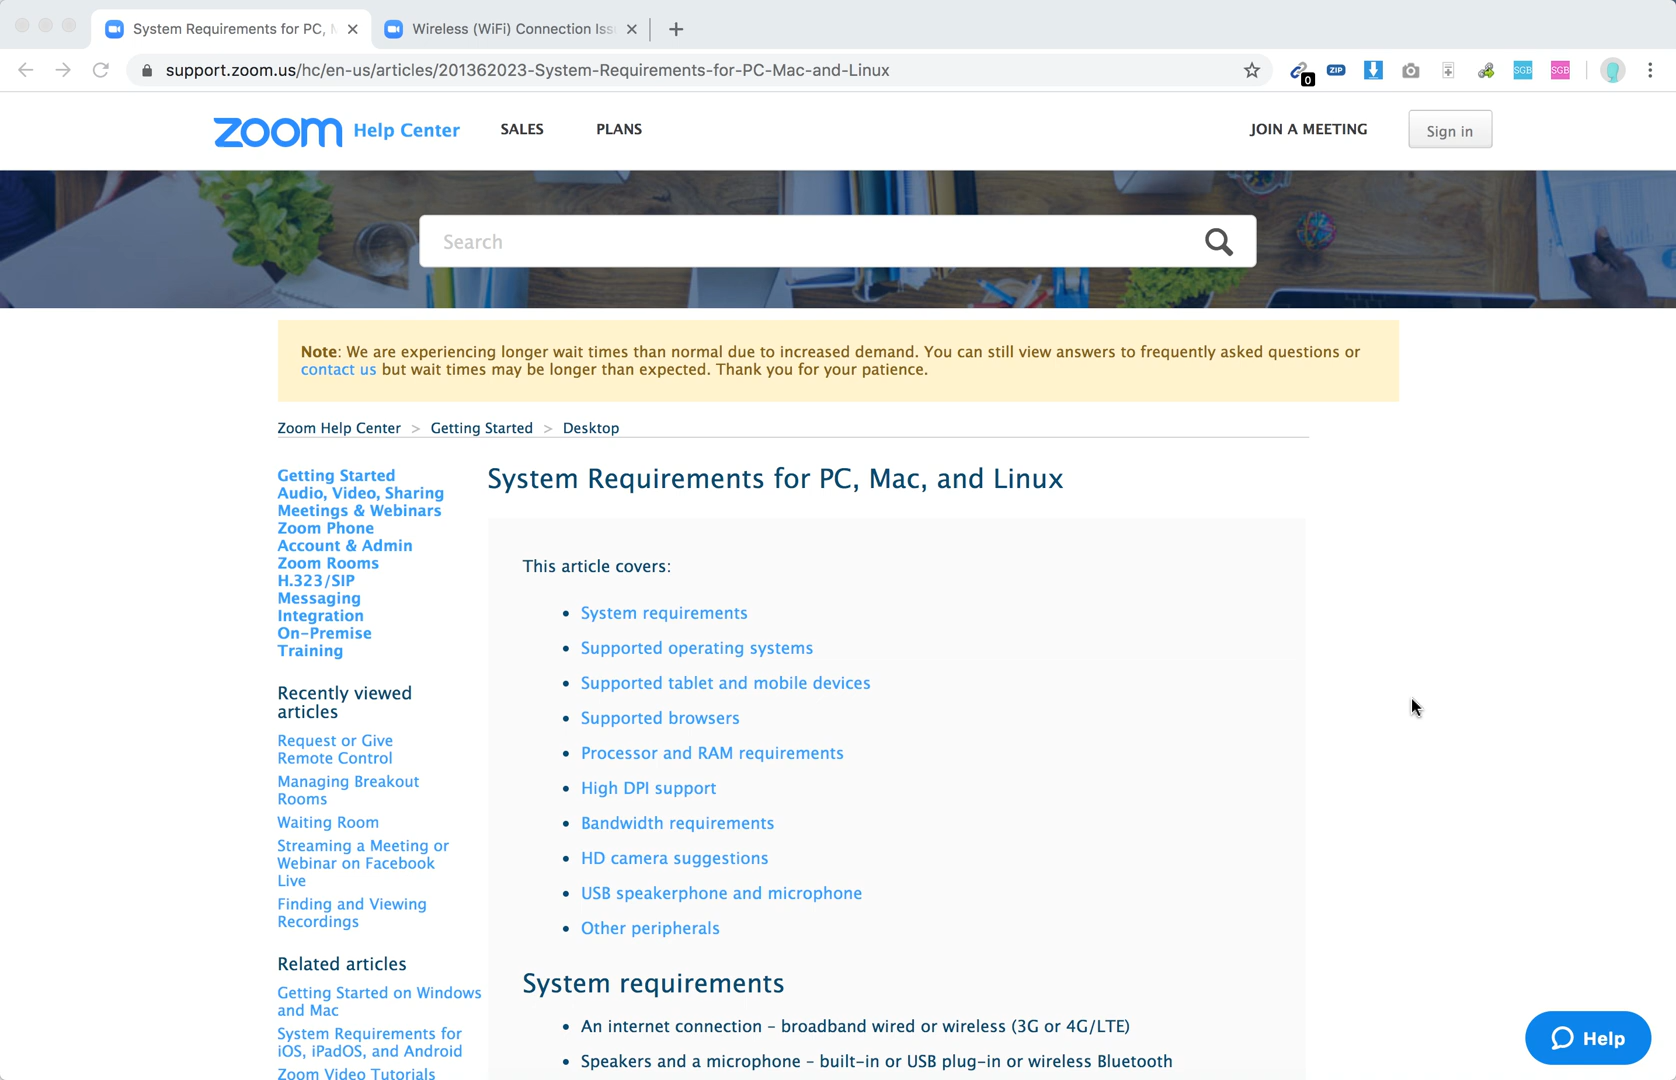 System Requirements for PC,
Wireless (WiFi) Connection Iss
support.zoom.us/hc/en-us/articles/201362023-System-Requirements-for-PC-Mac-and-Linux
0
ZIP
SGB
SGB
zoom Help Center
SALES
PLANS
JOIN A MEETING
Sign in
Search
Note: We are experiencing longer wait times than normal due to increased demand. You can still view answers to frequently asked questions or
contact us but wait times may be longer than expected. Thank you for your patience.
Zoom Help Center > Getting Started > Desktop
Getting Started
Audio, Video, Sharing
Meetings & Webinars
Zoom Phone
Account & Admin
Zoom Rooms
H.323/SIP
Messaging
Integration
On-Premise
Training
Recently viewed
articles
Request or Give
Remote Control
Managing Breakout
Rooms
Waiting Room
Streaming a Meeting or
Webinar on Facebook
Live
Finding and Viewing
Recordings
Related articles
Getting Started on Windows
and Mac
System Requirements for
iOS, iPadOS, and Android
Zoom Video Tutorials
System Requirements for PC, Mac, and Linux
This article covers:
• System requirements
• Supported operating systems
• Supported tablet and mobile devices
• Supported browsers
• Processor and RAM requirements
• High DPI support
• Bandwidth requirements
• HD camera suggestions
• USB speakerphone and microphone
• Other peripherals
System requirements
• An internet connection – broadband wired or wireless (3G or 4G/LTE)
• Speakers and a microphone – built-in or USB plug-in or wireless Bluetooth
Help